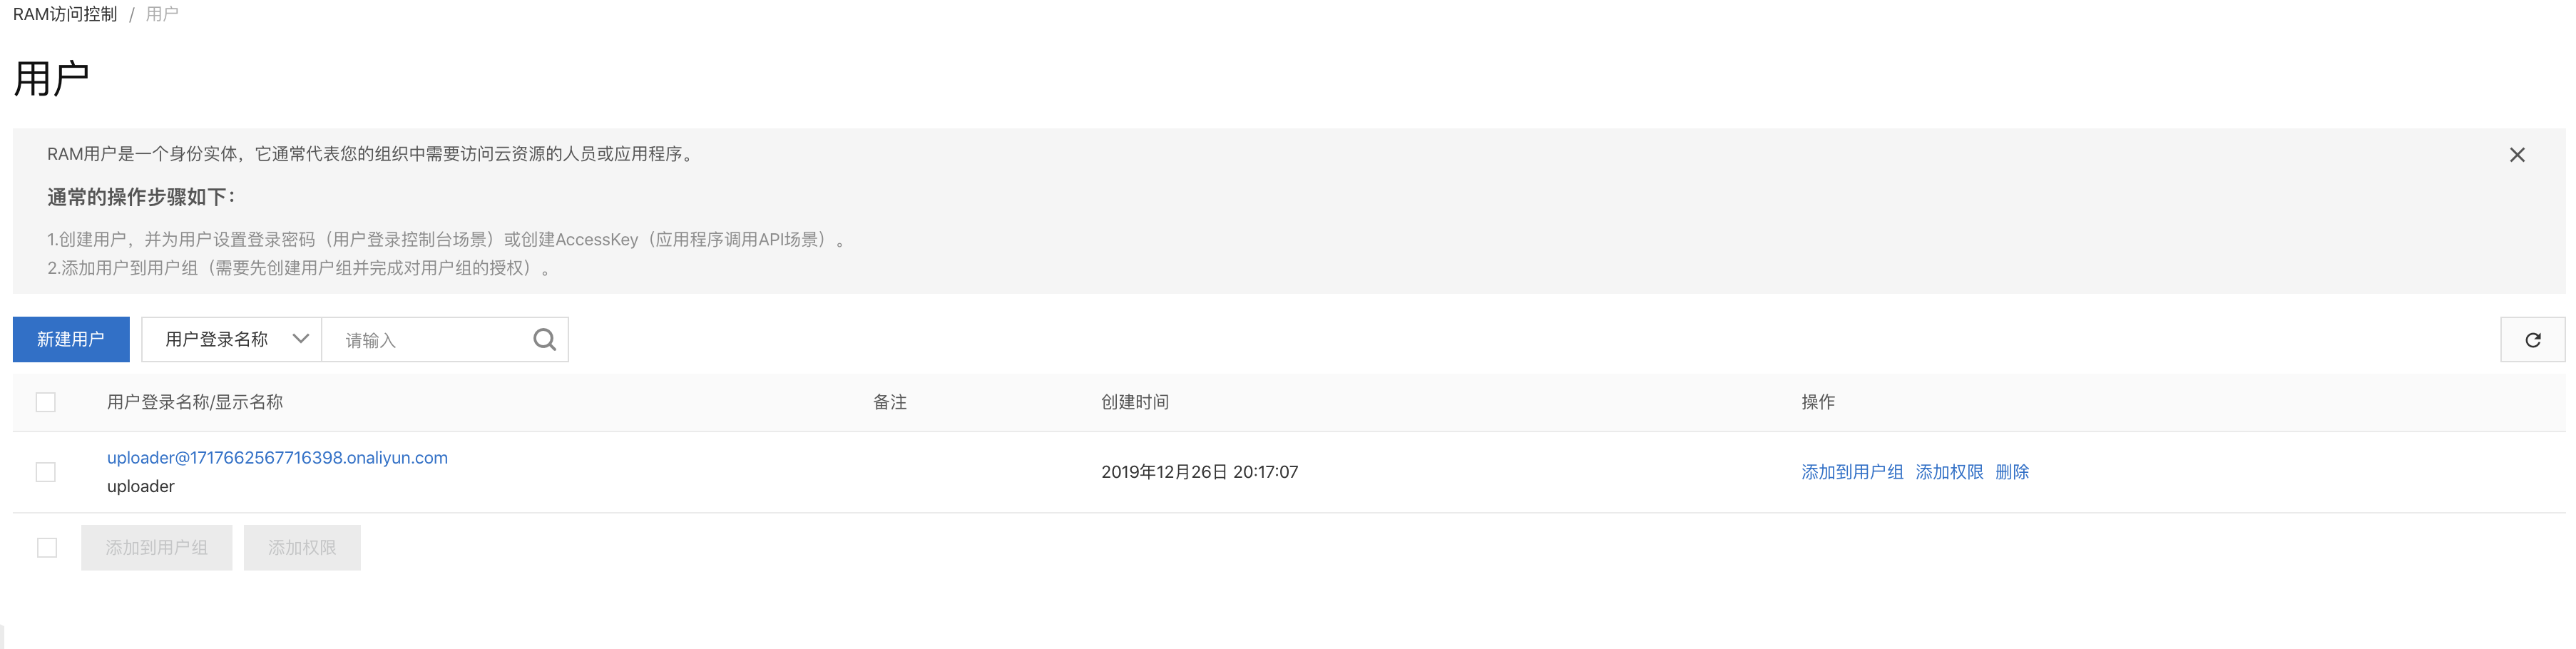 RAM访问控制 / 用户
用户
RAM用户是一个身份实体，它通常代表您的组织中需要访问云资源的人员或应用程序。
通常的操作步骤如下：
1.创建用户，并为用户设置登录密码（用户登录控制台场景）或创建AccessKey（应用程序调用API场景）。
2.添加用户到用户组（需要先创建用户组并完成对用户组的授权）。
新建用户 用户登录名称 请输入
用户登录名称/显示名称 备注 创建时间 操作
uploader@1717662567716398.onaliyun.com
uploader
2019年12月26日 20:17:07
添加到用户组 添加权限 删除
添加到用户组 添加权限